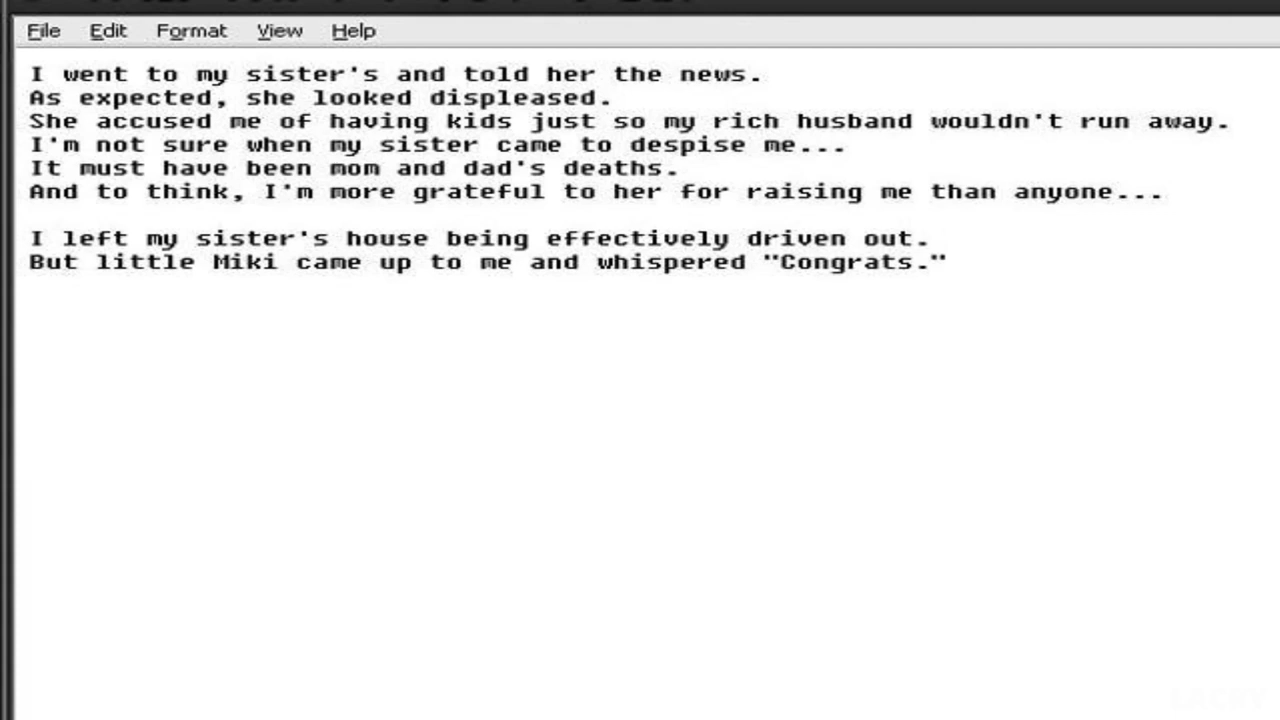 File Edit Format View Help
I went to my sister's and told her the news.
As expected, she looked displeased.
She accused me of having kids just so my rich husband wouldn't run away.
I'm not sure when my sister came to despise me...
It must have been mom and dad's deaths.
And to think, I'm more grateful to her for raising me than anyone...
I left my sister's house being effectively driven out.
But little Miki came up to me and whispered "Congrats."